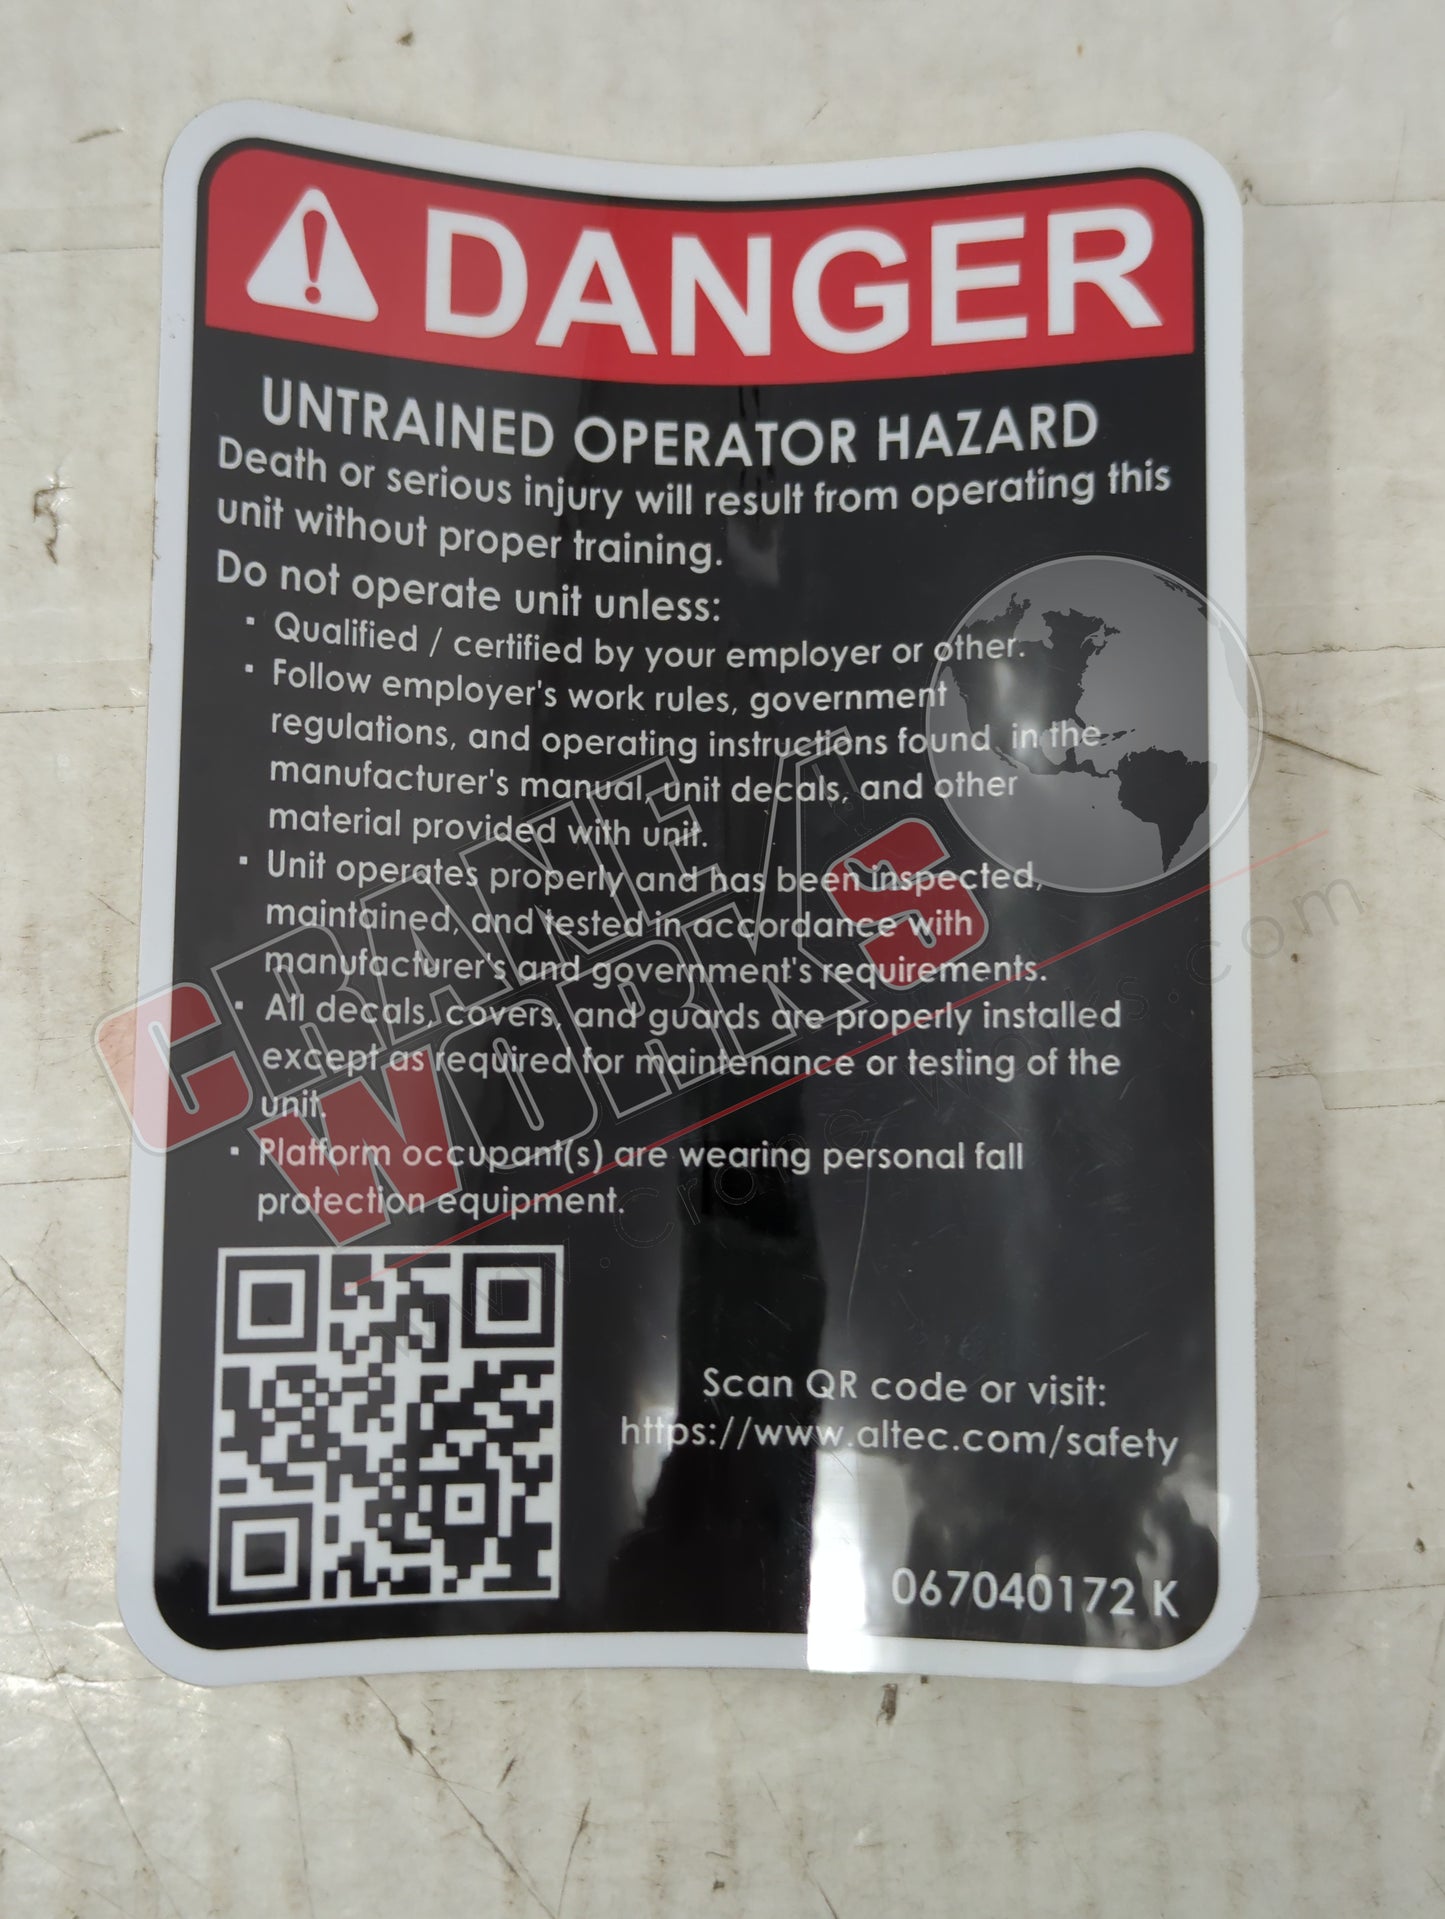 DANGER
UNTRAINED OPERATOR HAZARD
Death or serious injury will result from operating this
unit without proper training.
Do not operate unit unless:
· Qualified / certified by your employer or other.
· Follow employer's work rules, government
regulations, and operating instructions found in the
manufacturer's manual, unit decals, and other
material provided with unit.
· Unit operates properly and has been inspected,
maintained, and tested in accordance with
manufacturer's and government's requirements.
· All decals, covers, and guards are properly installed
except as required for maintenance or testing of the
unit.
· Platform occupant(s) are wearing personal fall
protection equipment.
Scan QR code or visit:
https://www.altec.com/safety
067040172 K
CRANE
WORKS
www.crane-works.com